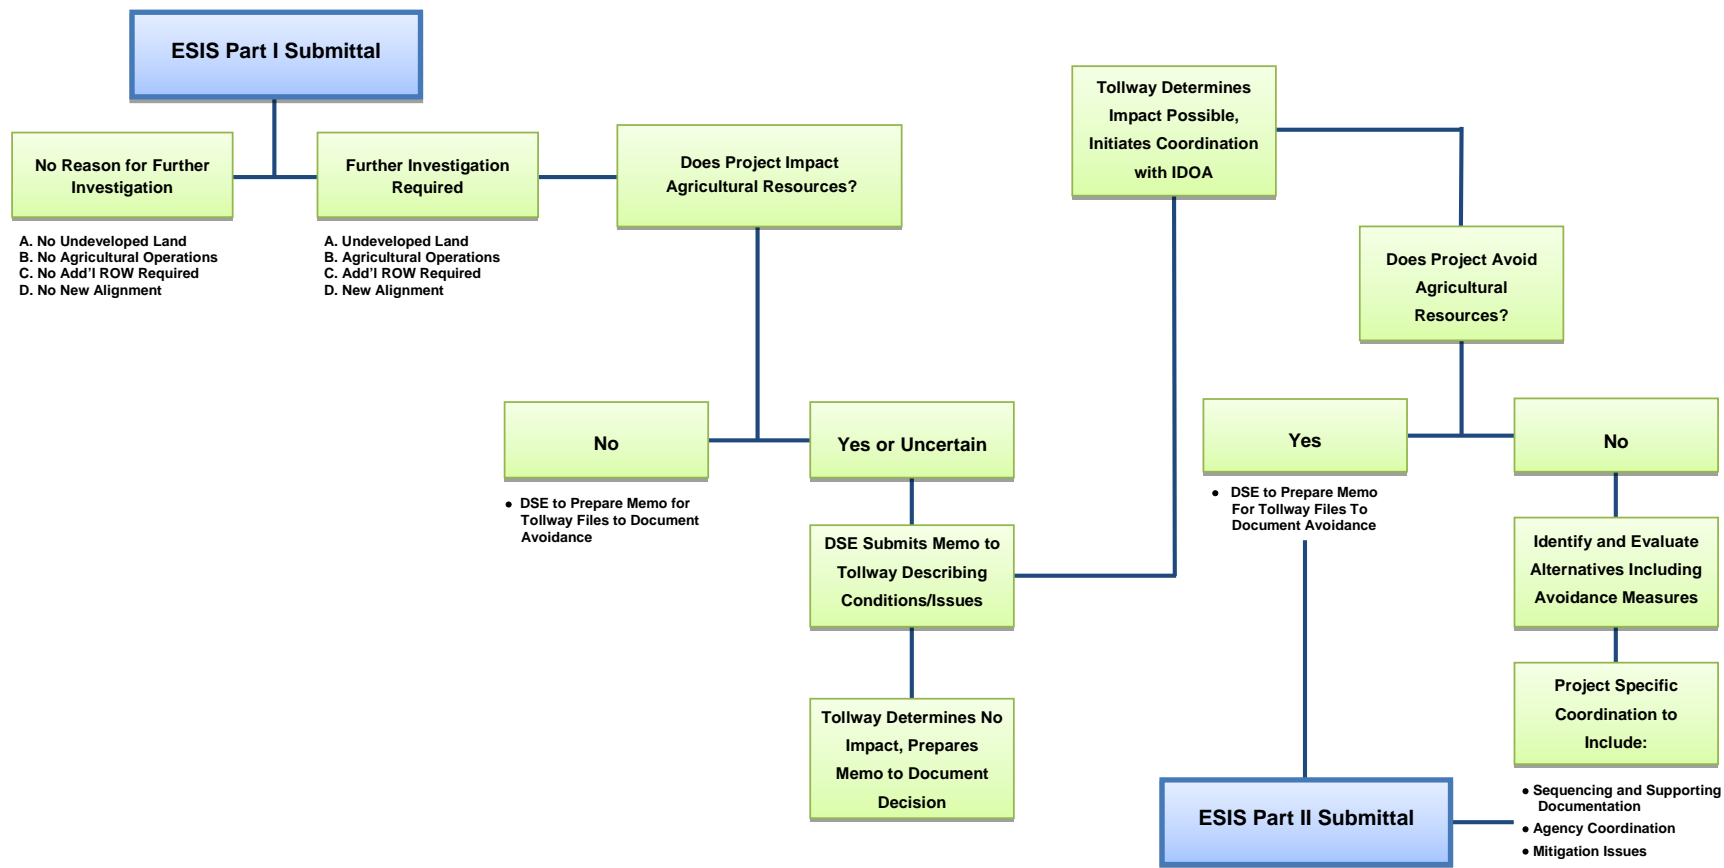 ESIS Part I Submittal
No Reason for Further
Investigation
A. No Undeveloped Land
B. No Agricultural Operations
C. No Add'l ROW Required
D. No New Alignment
Further Investigation
Required
A. Undeveloped Land
B. Agricultural Operations
C. Add'l ROW Required
D. New Alignment
Does Project Impact
Agricultural Resources?
No
● DSE to Prepare Memo for
Tollway Files to Document
Avoidance
Yes or Uncertain
DSE Submits Memo to
Tollway Describing
Conditions/Issues
Tollway Determines No
Impact, Prepares
Memo to Document
Decision
Tollway Determines
Impact Possible,
Initiates Coordination
with IDOA
Does Project Avoid
Agricultural
Resources?
Yes
● DSE to Prepare Memo
For Tollway Files To
Document Avoidance
No
Identify and Evaluate
Alternatives Including
Avoidance Measures
Project Specific
Coordination to
Include:
● Sequencing and Supporting
Documentation
● Agency Coordination
● Mitigation Issues
ESIS Part II Submittal